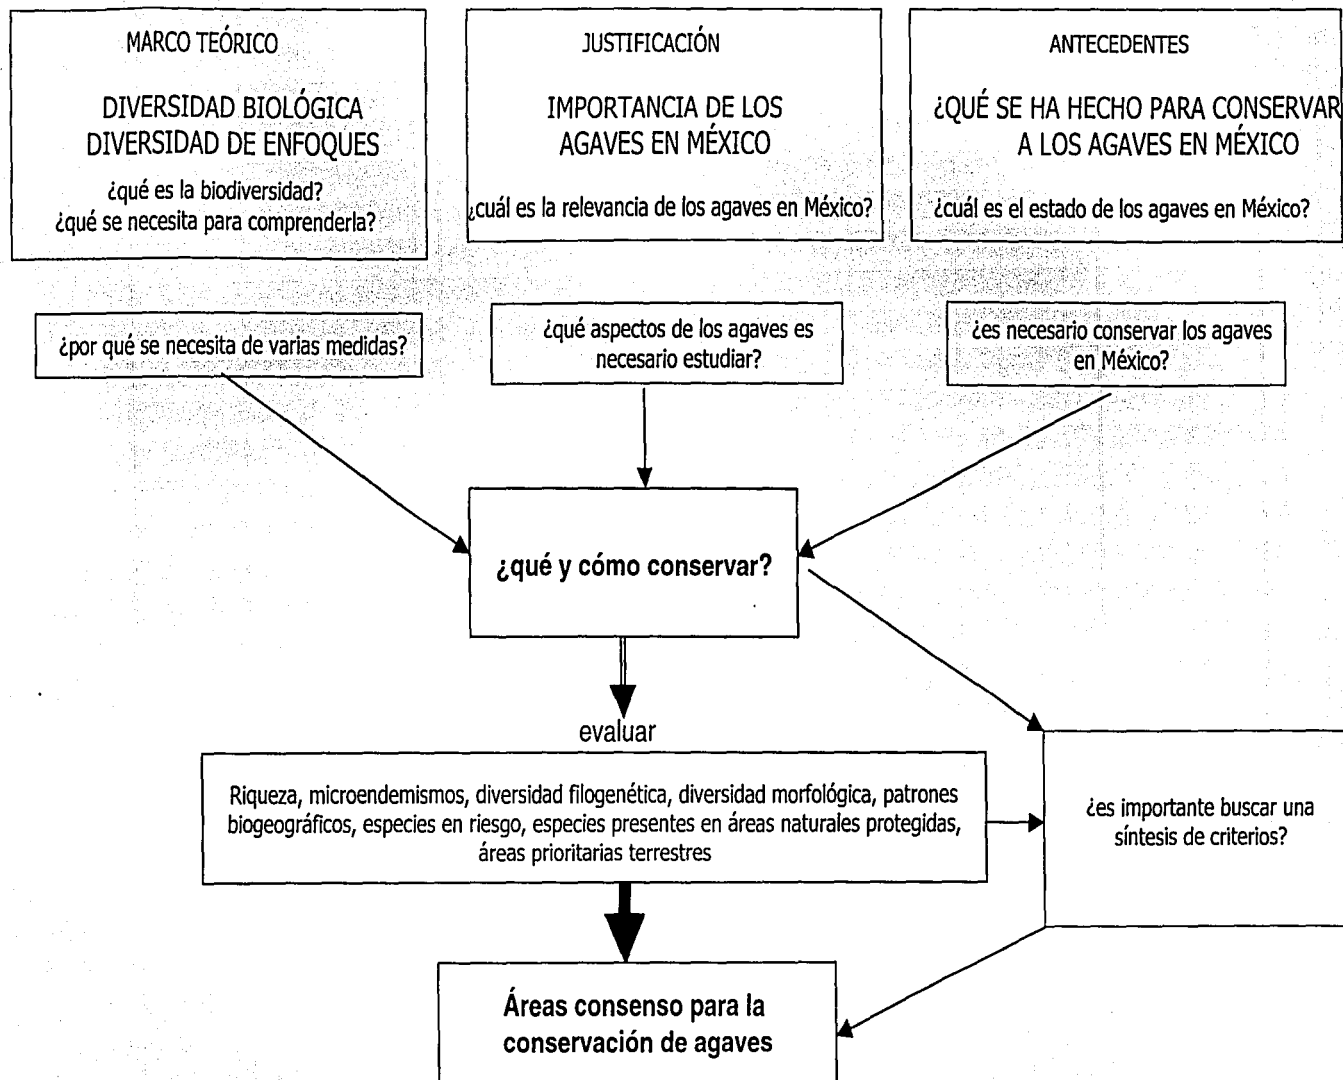 MARCO TEÓRICO
DIVERSIDAD BIOLÓGICA
DIVERSIDAD DE ENFOQUES
¿qué es la biodiversidad?
¿qué se necesita para comprenderla?
JUSTIFICACIÓN
IMPORTANCIA DE LOS
AGAVES EN MÉXICO
¿cuál es la relevancia de los agaves en México?
ANTECEDENTES
¿QUÉ SE HA HECHO PARA CONSERVAR
A LOS AGAVES EN MÉXICO
¿cuál es el estado de los agaves en México?
¿por qué se necesita de varias medidas?
¿qué aspectos de los agaves es
necesario estudiar?
¿es necesario conservar los agaves
en México?
¿qué y cómo conservar?
evaluar
Riqueza, microendemismos, diversidad filogenética, diversidad morfológica, patrones
biogeográficos, especies en riesgo, especies presentes en áreas naturales protegidas,
áreas prioritarias terrestres
¿es importante buscar una
síntesis de criterios?
Áreas consenso para la
conservación de agaves